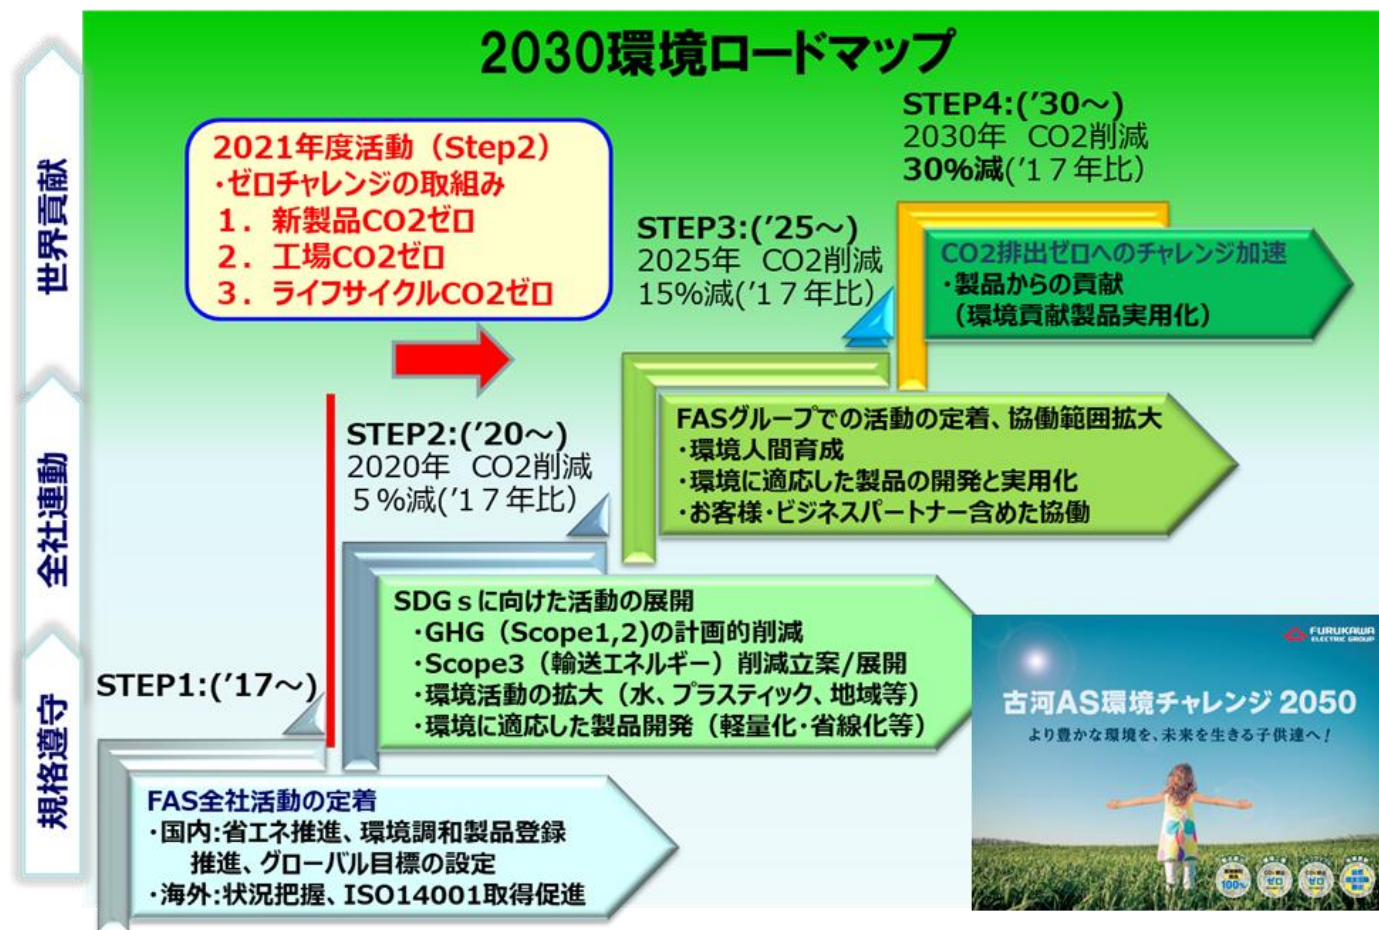 2030環境ロードマップ
世界貢献
全社連動
規格遵守
2021年度活動（Step2）
・ゼロチャレンジの取組み
１．新製品CO2ゼロ
２．工場CO2ゼロ
３．ライフサイクルCO2ゼロ
STEP4:('30～)
2030年 CO2削減
30%減('１７年比）
CO2排出ゼロへのチャレンジ加速
・製品からの貢献
（環境貢献製品実用化）
STEP3:('25～)
2025年 CO2削減
15%減('１７年比）
FASグループでの活動の定着、協働範囲拡大
・環境人間育成
・環境に適応した製品の開発と実用化
・お客様・ビジネスパートナー含めた協働
STEP2:('20～)
2020年 CO2削減
５%減('１７年比）
SDGｓに向けた活動の展開
・GHG（Scope1,2)の計画的削減
・Scope3（輸送エネルギー）削減立案/展開
・環境活動の拡大（水、プラスティック、地域等）
・環境に適応した製品開発（軽量化・省線化等）
STEP1:('17～)
FAS全社活動の定着
・国内:省エネ推進、環境調和製品登録
推進、グローバル目標の設定
・海外:状況把握、ISO14001取得促進
FURUKAWA
ELECTRIC GROUP
古河AS環境チャレンジ 2050
より豊かな環境を、未来を生きる子供達へ！
100%
ゼロ
ゼロ